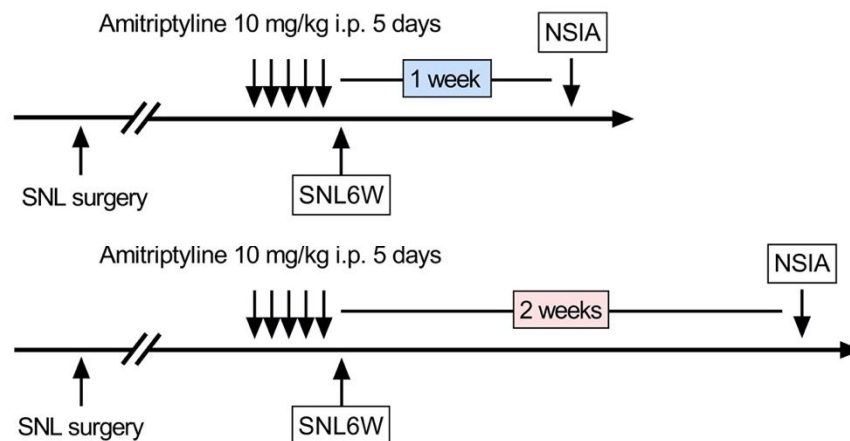 Amitriptyline 10 mg/kg i.p. 5 days
NSIA
1 week
SNL surgery
SNL6W
Amitriptyline 10 mg/kg i.p. 5 days
NSIA
2 weeks
SNL surgery
SNL6W